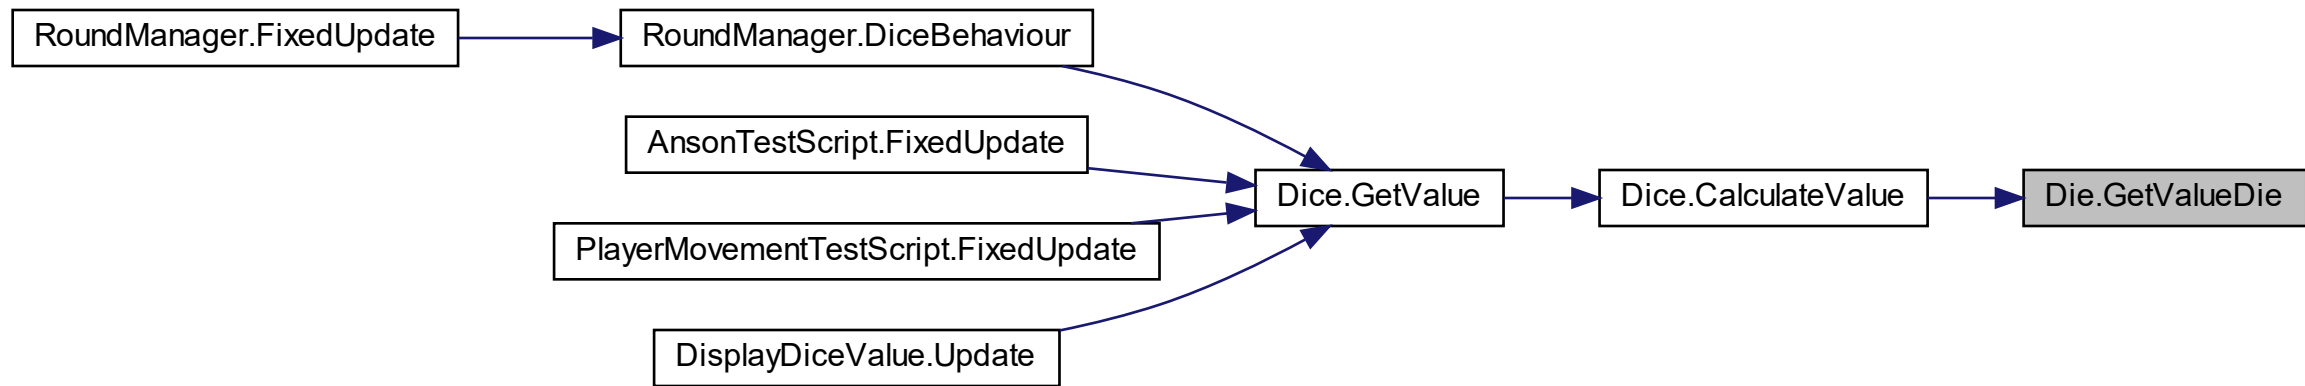 RoundManager.FixedUpdate
RoundManager.DiceBehaviour
AnsonTestScript.FixedUpdate
PlayerMovementTestScript.FixedUpdate
DisplayDiceValue.Update
Dice.GetValue
Dice.CalculateValue
Die.GetValueDie